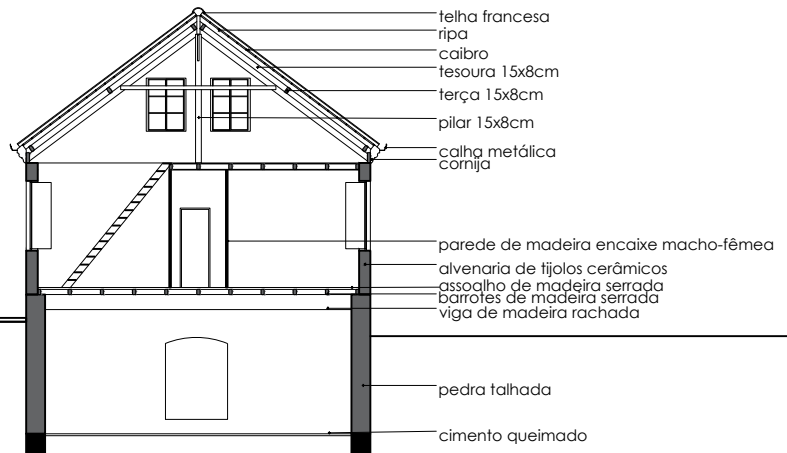 telha francesa
ripa
caibro
tesoura 15x8cm
terça 15x8cm
pilar 15x8cm
calha metálica
cornija
parede de madeira encaixe macho-fêmea
alvenaria de tijolos cerâmicos
assoalho de madeira serrada
barrotes de madeira serrada
viga de madeira rachada
pedra talhada
cimento queimado